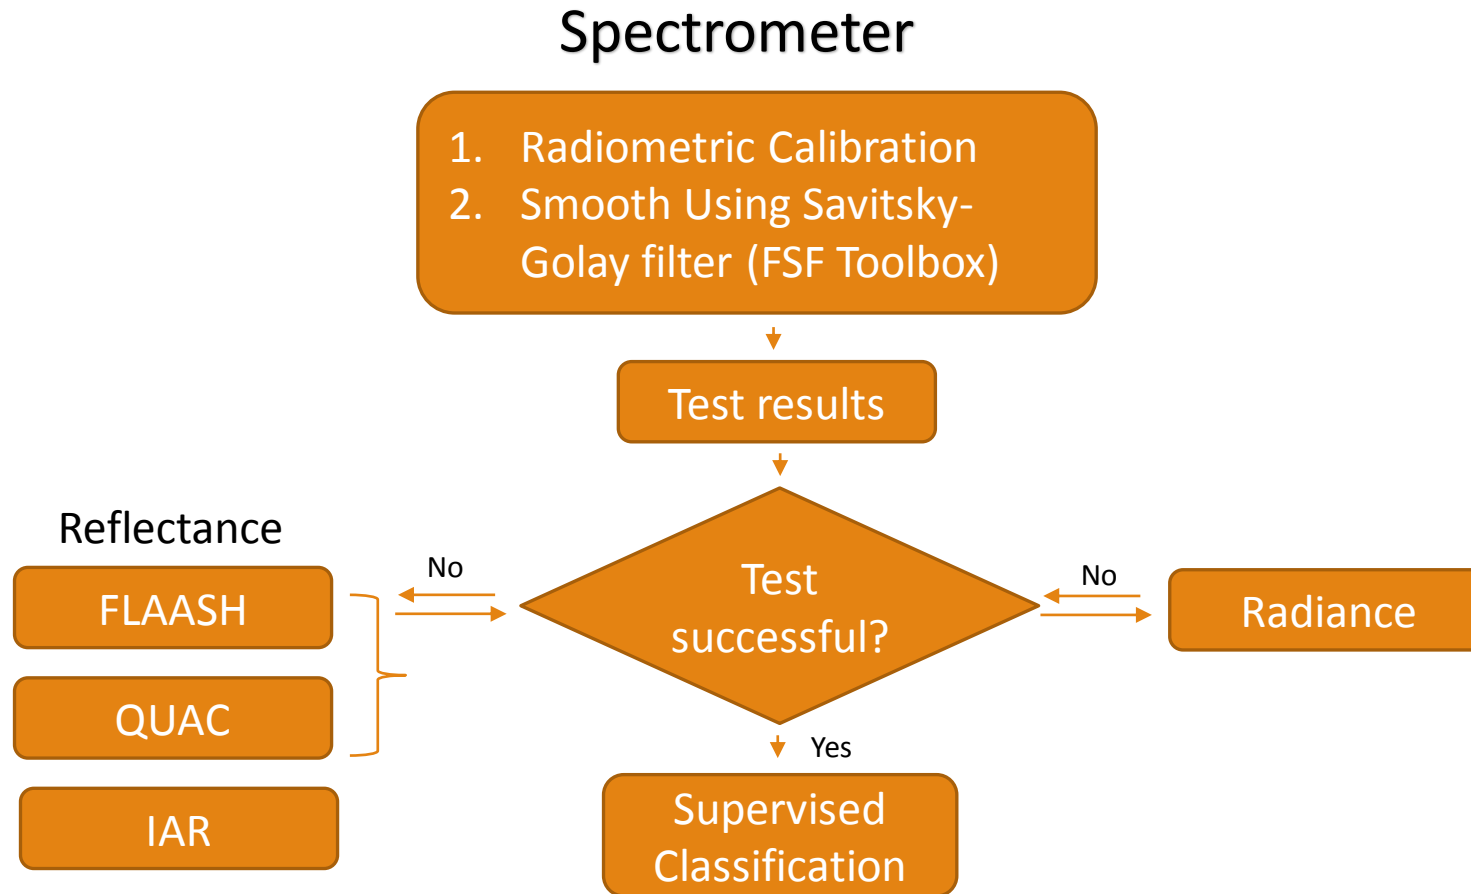 Spectrometer
1. Radiometric Calibration
2. Smooth Using Savitsky-
Golay filter (FSF Toolbox)
Test results
Reflectance
FLAASH
QUAC
IAR
No
Test
successful?
No
Radiance
Yes
Supervised
Classification